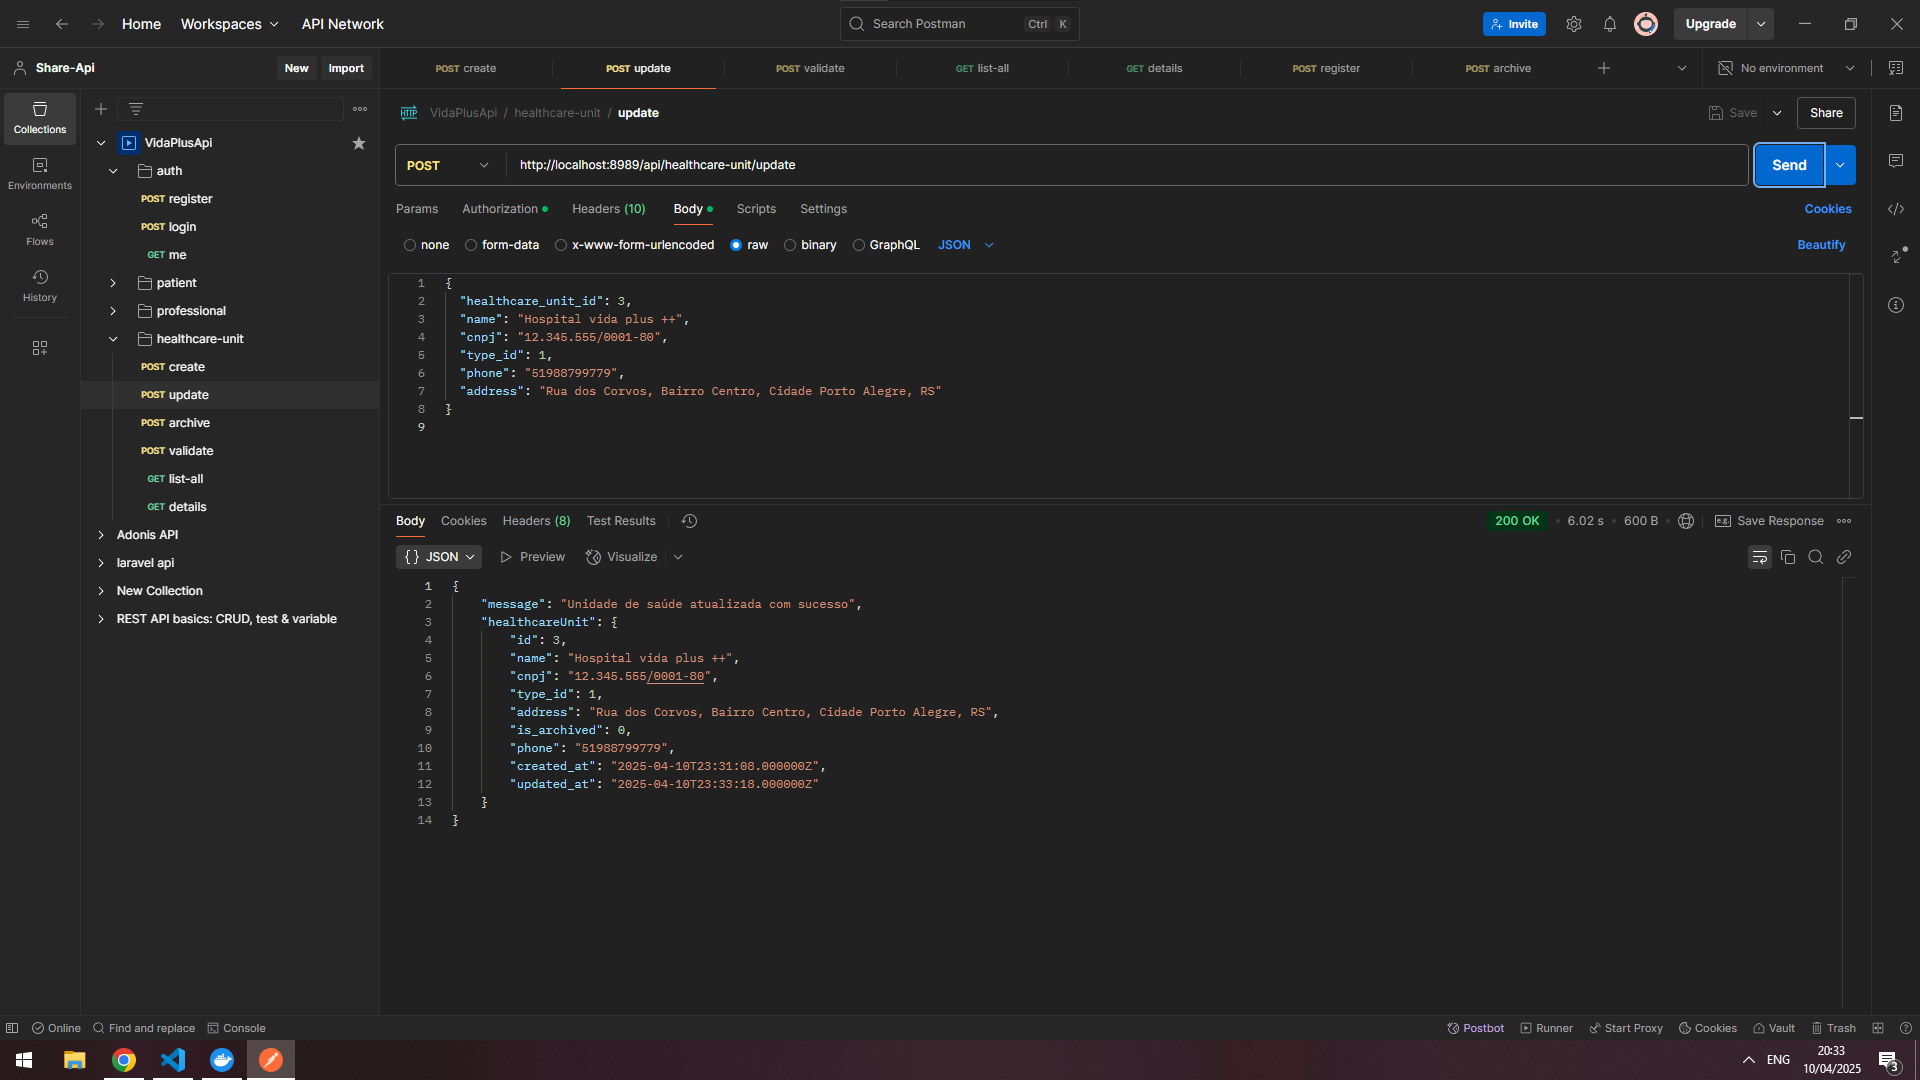 Home Workspaces API Network Search Postman Ctrl K Invite Upgrade
Share-Api New Import
POST create POST update POST validate GET list-all GET details POST register POST archive No environment
Collections
Environments
Flows
History
VidaPlusApi
auth
POST register
POST login
GET me
patient
professional
healthcare-unit
POST create
POST update
POST archive
POST validate
GET list-all
GET details
Adonis API
laravel api
New Collection
REST API basics: CRUD, test & variable
HTTP VidaPlusApi / healthcare-unit / update Save Share
POST http://localhost:8989/api/healthcare-unit/update Send
Params Authorization Headers (10) Body Scripts Settings Cookies
none form-data x-www-form-urlencoded raw binary GraphQL JSON Beautify
1 {
2 "healthcare_unit_id": 3,
3 "name": "Hospital vida plus ++",
4 "cnpj": "12.345.555/0001-80",
5 "type_id": 1,
6 "phone": "51988799779",
7 "address": "Rua dos Corvos, Bairro Centro, Cidade Porto Alegre, RS"
8 }
9
Body Cookies Headers (8) Test Results 200 OK • 6.02 s • 600 B • e.g. Save Response
{} JSON Preview Visualize
1 {
2 "message": "Unidade de saúde atualizada com sucesso",
3 "healthcareUnit": {
4 "id": 3,
5 "name": "Hospital vida plus ++",
6 "cnpj": "12.345.555/0001-80",
7 "type_id": 1,
8 "address": "Rua dos Corvos, Bairro Centro, Cidade Porto Alegre, RS",
9 "is_archived": 0,
10 "phone": "51988799779",
11 "created_at": "2025-04-10T23:31:08.000000Z",
12 "updated_at": "2025-04-10T23:33:18.000000Z"
13 }
14 }
Online Find and replace Console Postbot Runner Start Proxy Cookies Vault Trash
ENG
20:33
10/04/2025
3